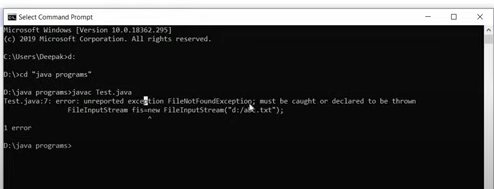 Select Command Prompt
Microsoft Windows [Version 10.0.18362.295]
(c) 2019 Microsoft Corporation. All rights reserved.
C:\Users\Deepak>d:
D:\>cd "java programs"
D:\java programs>javac Test.java
Test.java:7: error: unreported exception FileNotFoundException; must be caught or declared to be thrown
FileInputStream fis=new FileInputStream("d:/abc.txt");
^
1 error
D:\java programs>